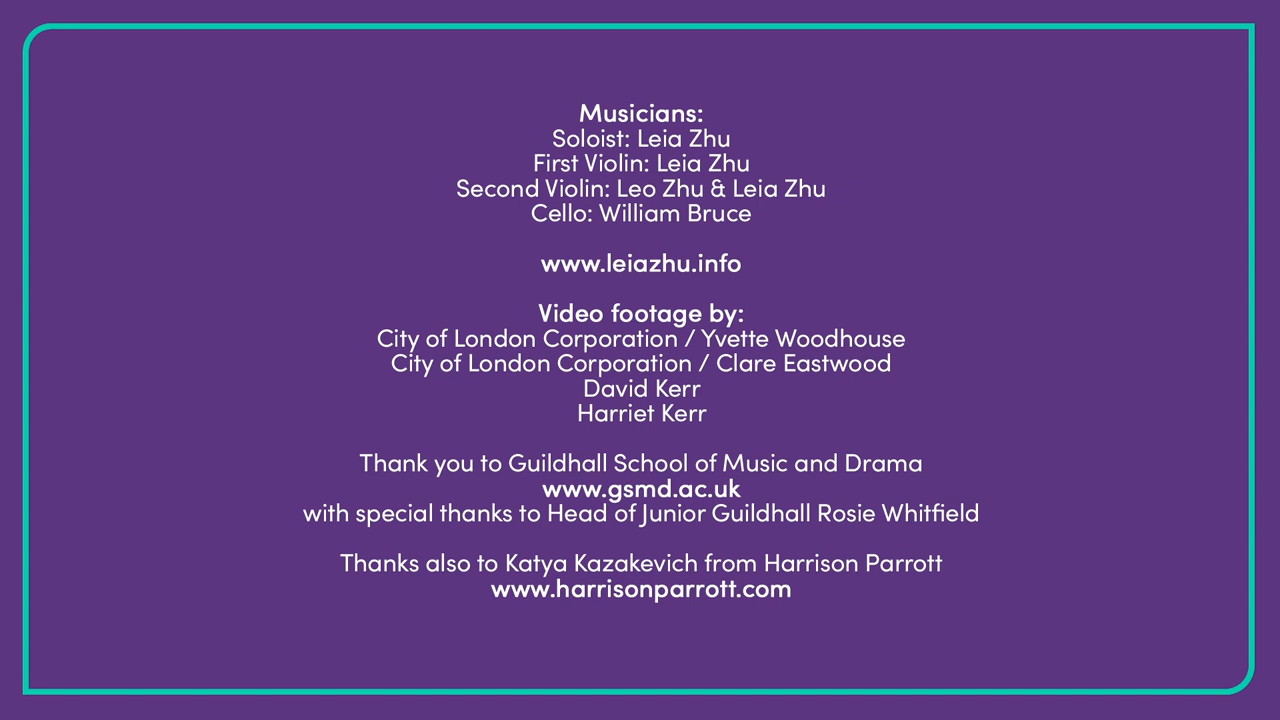 Musicians:
Soloist: Leia Zhu
First Violin: Leia Zhu
Second Violin: Leo Zhu & Leia Zhu
Cello: William Bruce
www.leiazhu.info
Video footage by:
City of London Corporation / Yvette Woodhouse
City of London Corporation / Clare Eastwood
David Kerr
Harriet Kerr
Thank you to Guildhall School of Music and Drama
www.gsmd.ac.uk
with special thanks to Head of Junior Guildhall Rosie Whitfield
Thanks also to Katya Kazakevich from Harrison Parrott
www.harrisonparrott.com